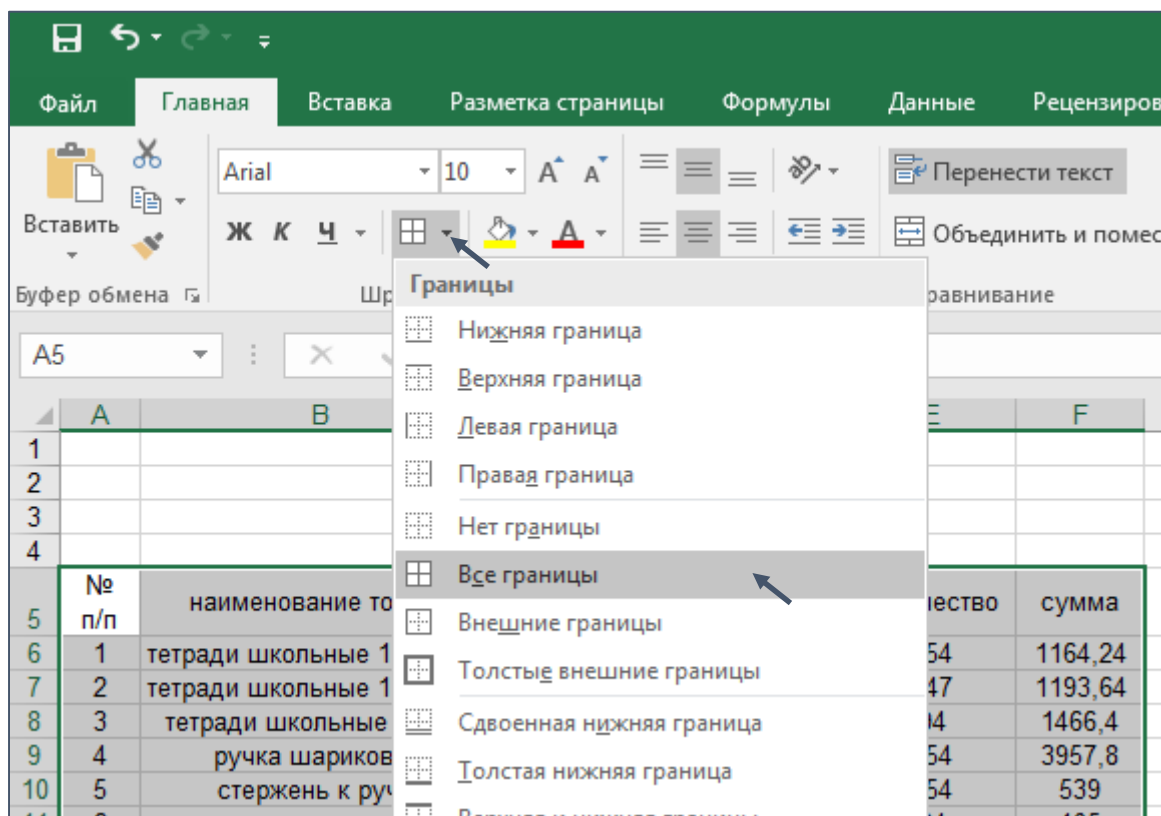 Файл Главная Вставка Разметка страницы Формулы Данные Рецензиров
Arial 10 Перенести текст
Вставить Ж К Ч А Объединить и помес
Буфер обмена Шр равнивание
A5
Границы
Нижняя граница
Верхняя граница
Левая граница
Правая граница
Нет границы
Все границы
Внешние границы
Толстые внешние границы
Сдвоенная нижняя граница
Толстая нижняя граница
A B E F
1
2
3
4
5 № п/п наименование то ество сумма
6 1 тетради школьные 1 54 1164,24
7 2 тетради школьные 1 47 1193,64
8 3 тетради школьные 4 1466,4
9 4 ручка шариков 54 3957,8
10 5 стержень к руч 54 539